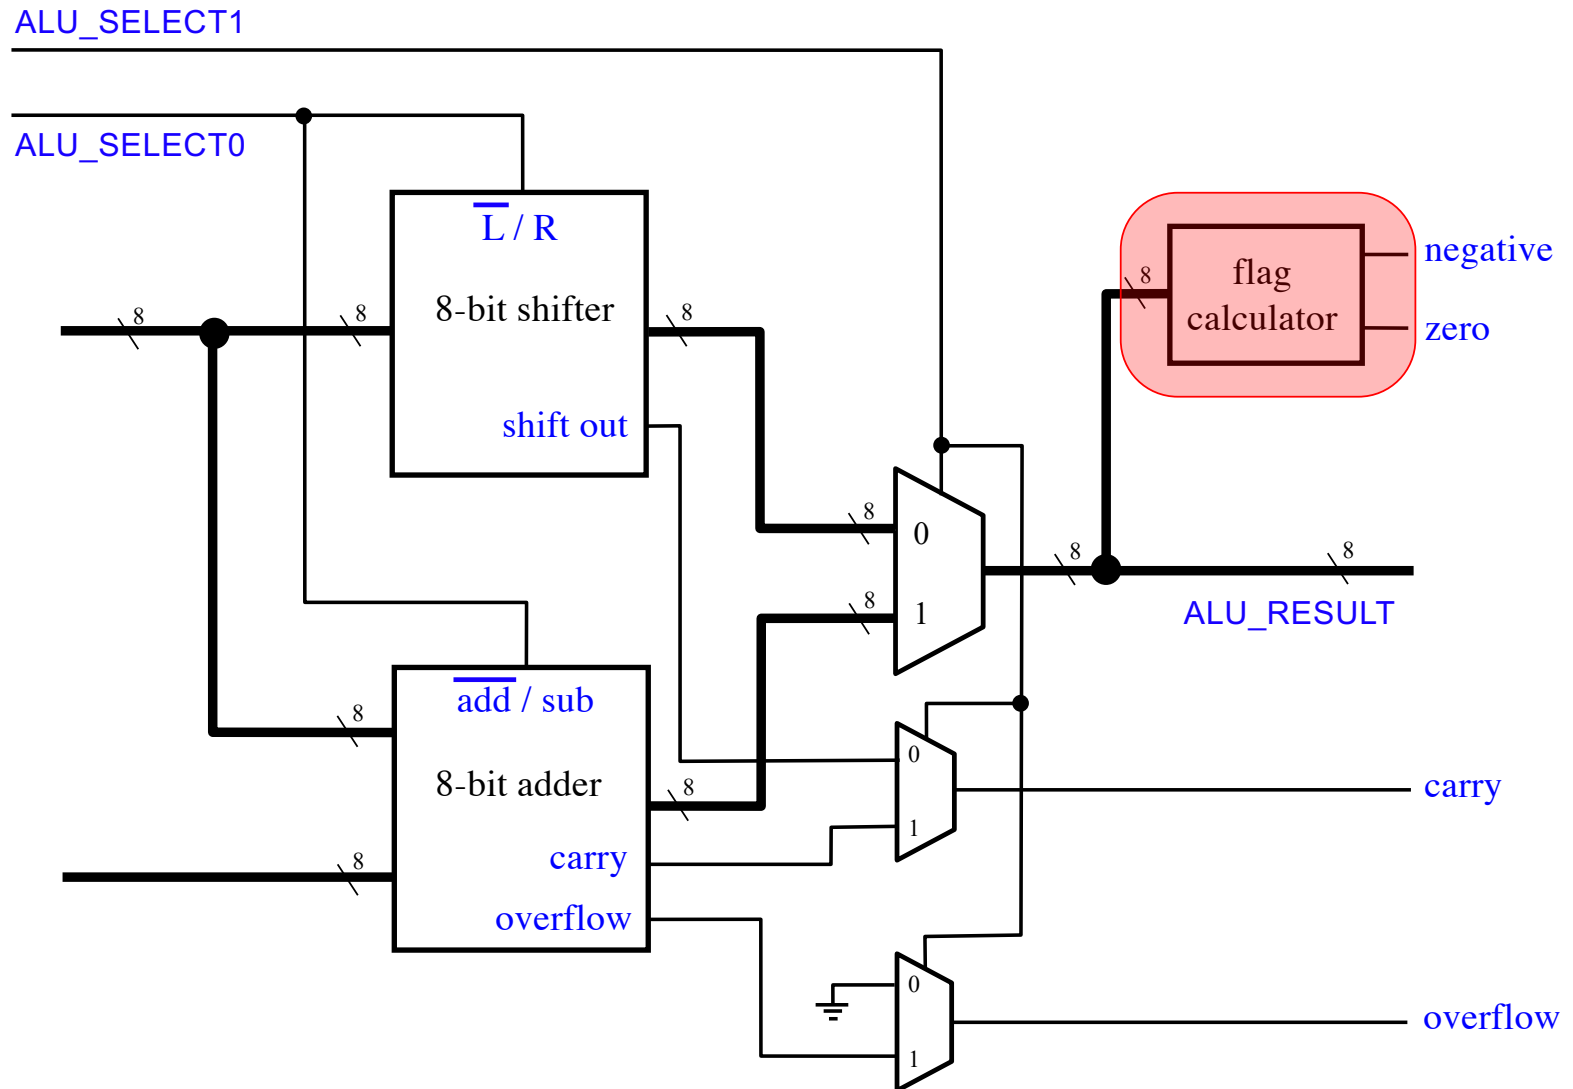 ALU_SELECT1
ALU_SELECT0
L / R
8-bit shifter
8
8
8
shift out
flag
calculator
8
negative
zero
0
1
8
8
8
8
ALU_RESULT
add / sub
8-bit adder
8
8
8
carry
overflow
0
1
carry
0
1
overflow